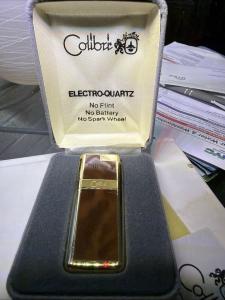 Colibri
ELECTRO-QUARTZ
No Flint
No Battery
No Spark Wheel